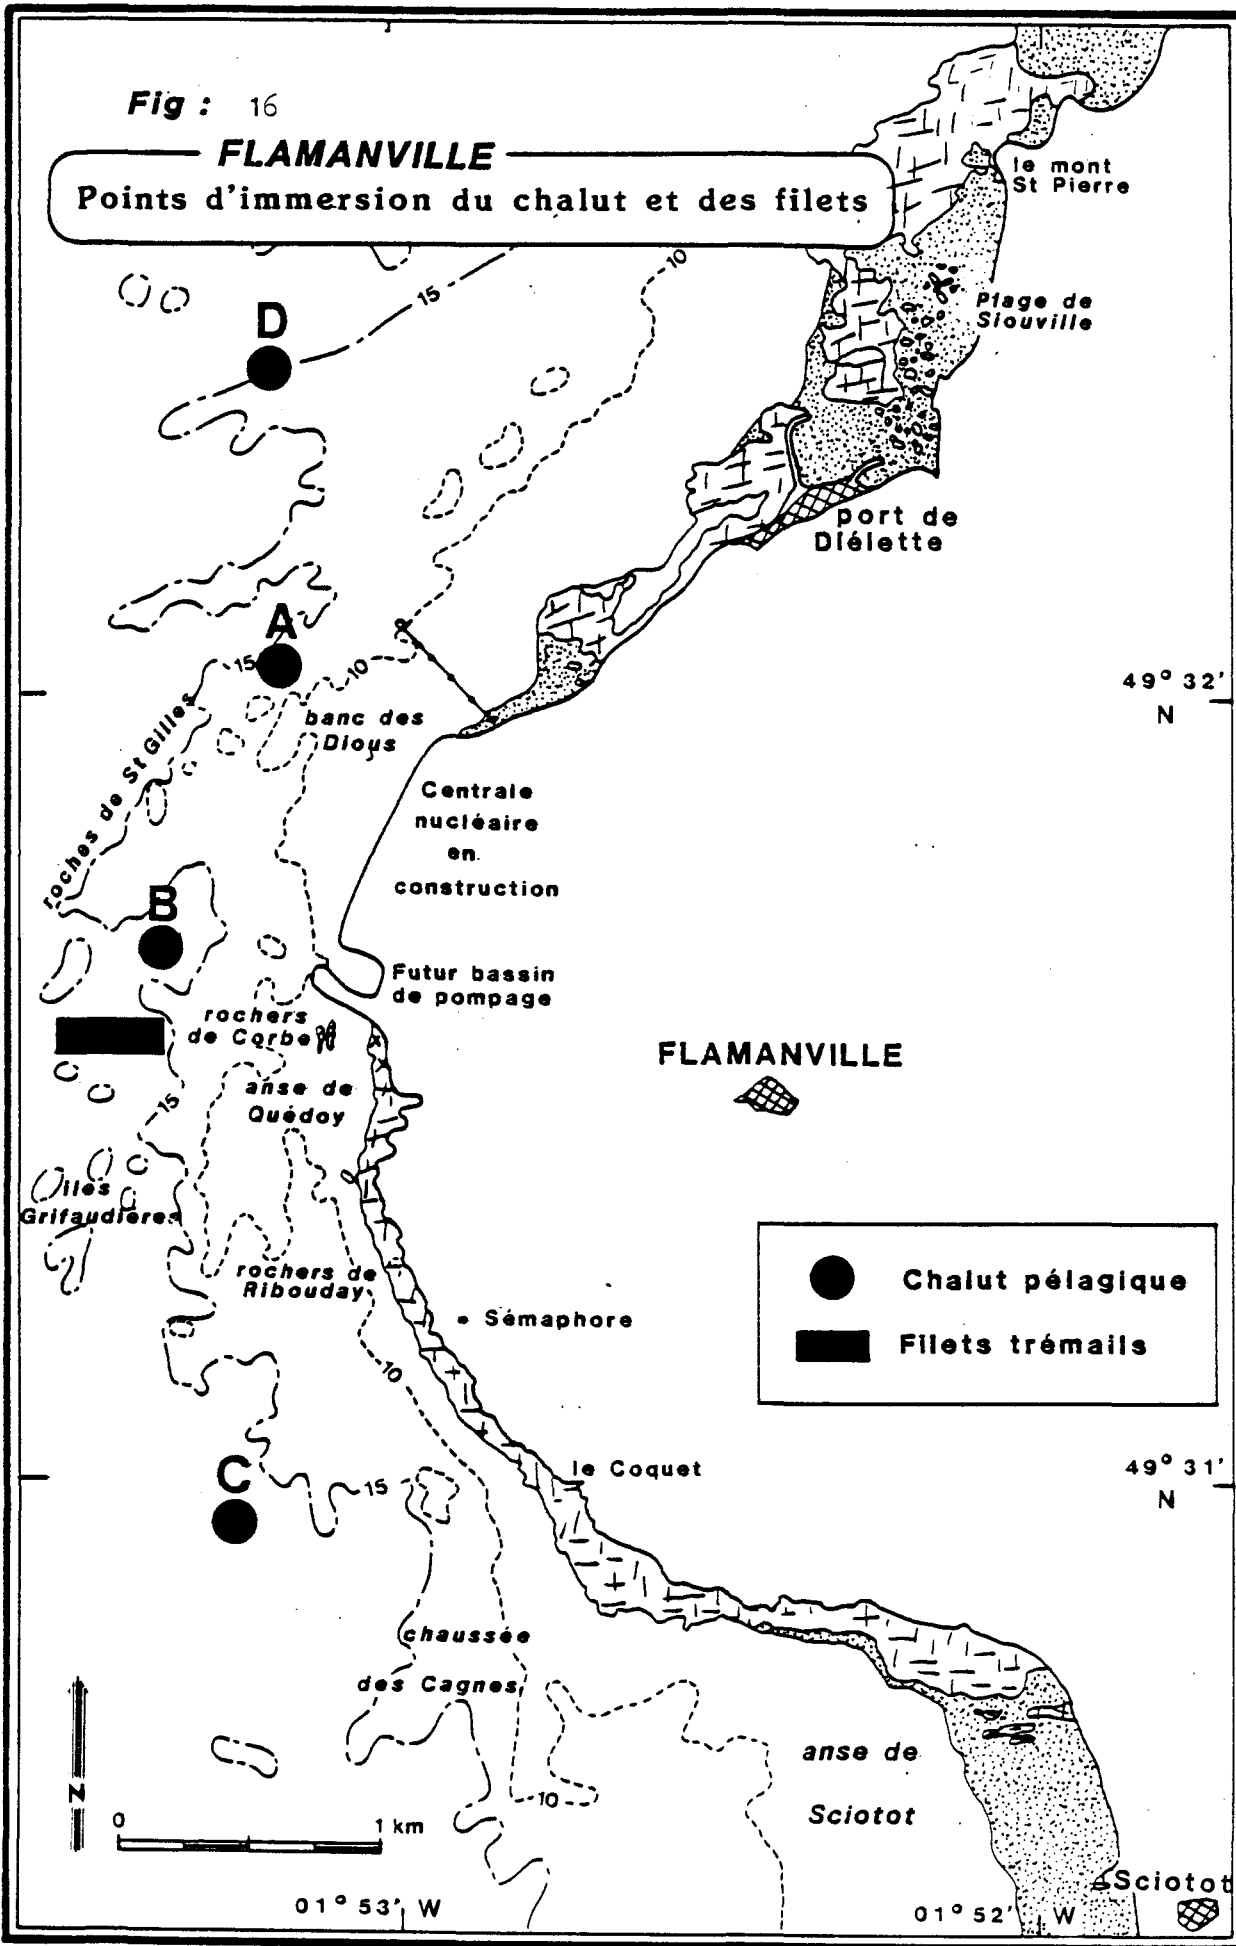 Fig : 16
FLAMANVILLE
Points d'immersion du chalut et des filets
le mont
St Pierre
10
15
D
Plage de
Siouville
port de
Diélette
A
15
10
49° 32'
N
banc des
Dious
roches de St Gilles
Centrale
nucléaire
en
construction
B
Futur bassin
de pompage
rochers
de Corbe
FLAMANVILLE
anse de
Quédoy
15
îles
Grifaudières
rochers de
Ribouday
Sémaphore
Chalut pélagique
Filets trémails
10
le Coquet
C
15
49° 31'
N
chaussée
des Cagnes
anse de
Sciotot
N
10
0 1 km
Sciotot
01° 53' W
01° 52' W